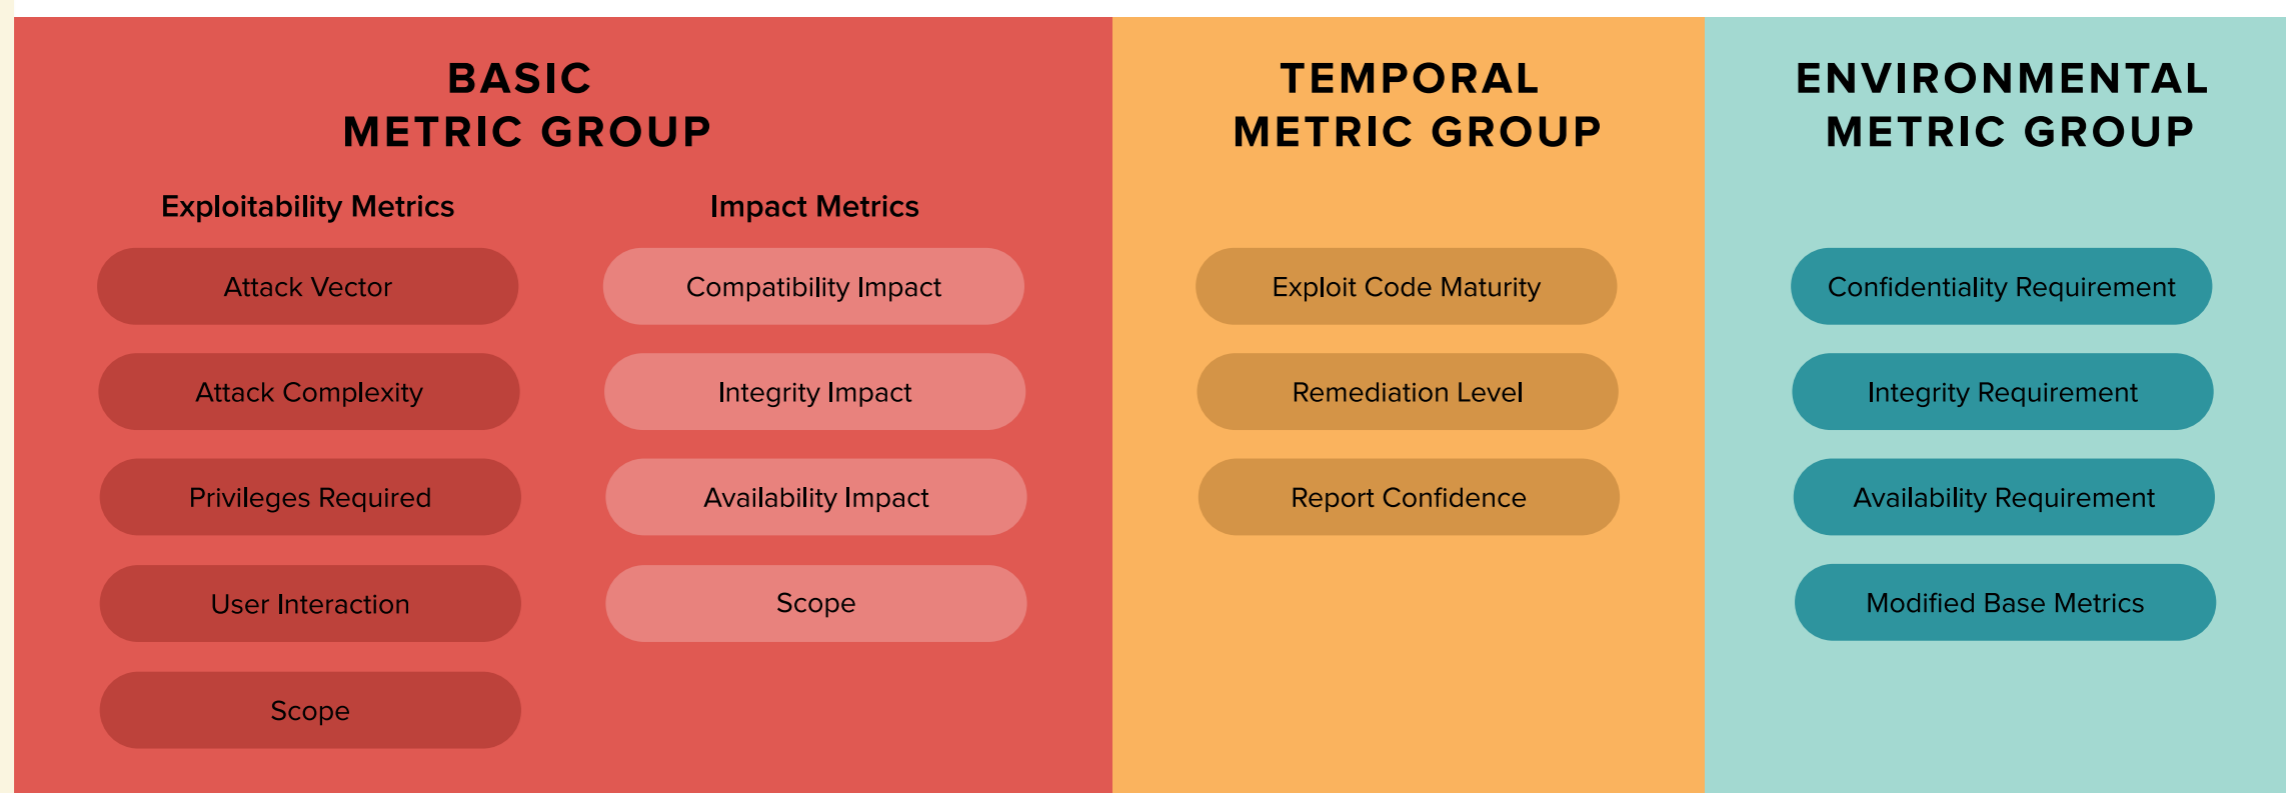 BASIC
METRIC GROUP
Exploitability Metrics
Attack Vector
Attack Complexity
Privileges Required
User Interaction
Scope
Impact Metrics
Compatibility Impact
Integrity Impact
Availability Impact
Scope
TEMPORAL
METRIC GROUP
Exploit Code Maturity
Remediation Level
Report Confidence
ENVIRONMENTAL
METRIC GROUP
Confidentiality Requirement
Integrity Requirement
Availability Requirement
Modified Base Metrics